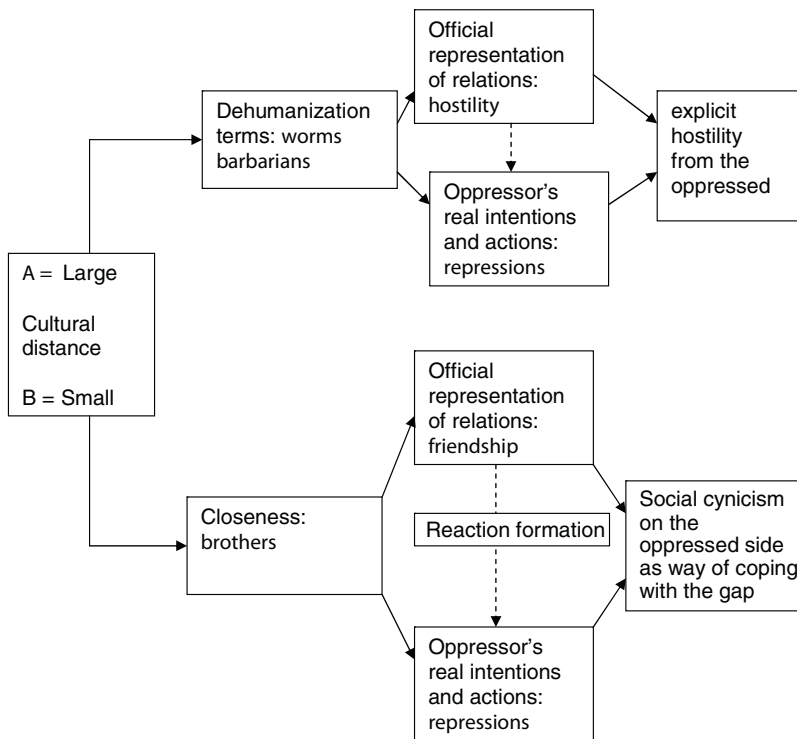 Official
representation
of relations:
hostility
Dehumanization
terms: worms
barbarians
explicit
hostility
from the
oppressed
Oppressor's
real intentions
and actions:
repressions
A = Large
Cultural
distance
B = Small
Official
representation
of relations:
friendship
Closeness:
brothers
Reaction formation
Social cynicism
on the
oppressed side
as way of coping
with the gap
Oppressor's
real intentions
and actions:
repressions